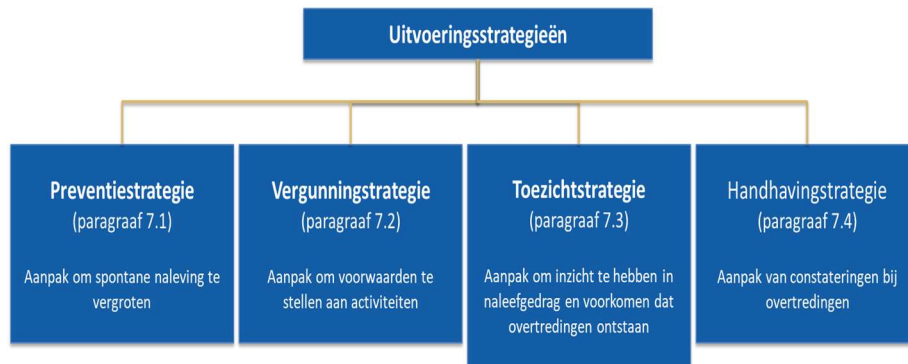 Uitvoeringsstrategieën
Preventiestrategie
(paragraaf 7.1)
Aanpak om spontane naleving te
vergroten
Vergunningstrategie
(paragraaf 7.2)
Aanpak om voorwaarden te
stellen aan activiteiten
Toezichtstrategie
(paragraaf 7.3)
Aanpak om inzicht te hebben in
naleefgedrag en voorkomen dat
overtredingen ontstaan
Handhavingstrategie
(paragraaf 7.4)
Aanpak van constateringen bij
overtredingen